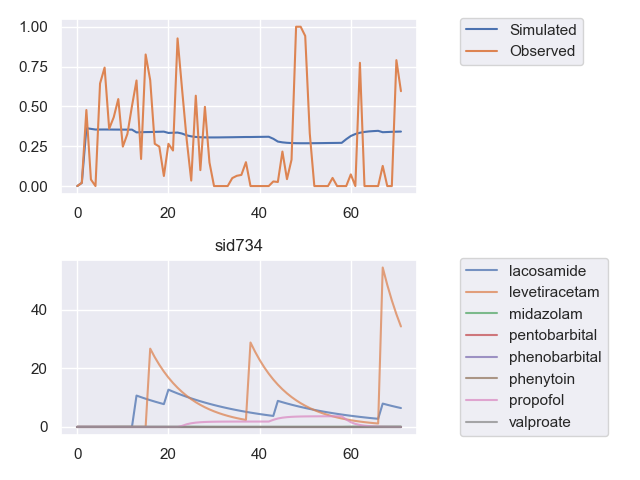 1.00
0.75
0.50
0.25
0.00
0 20 40 60
Simulated
Observed
sid734
40
20
0
0 20 40 60
lacosamide
levetiracetam
midazolam
pentobarbital
phenobarbital
phenytoin
propofol
valproate